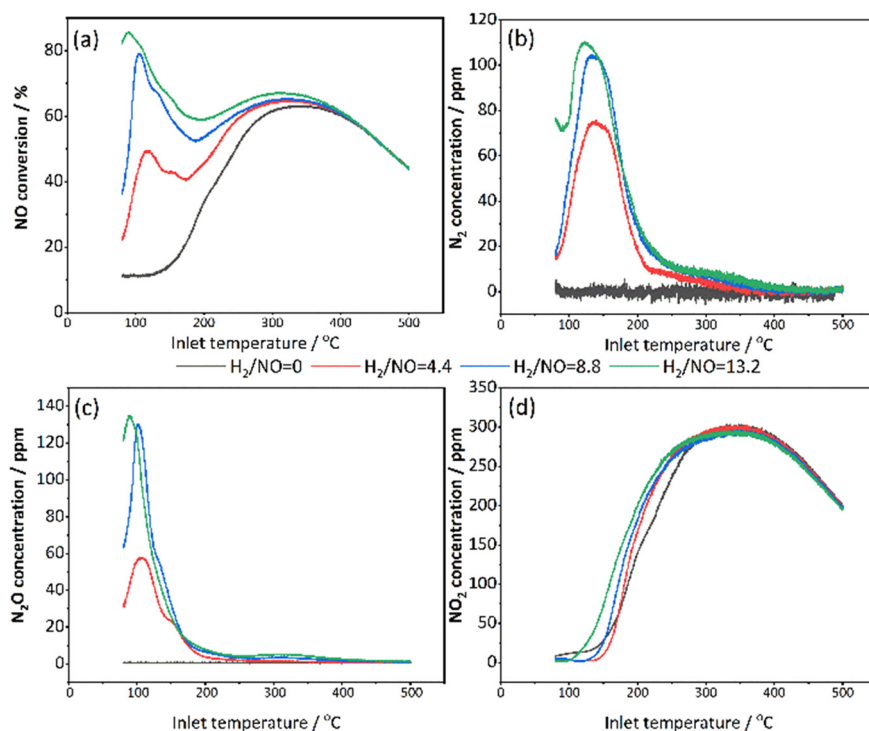 (a)
NO conversion / %
80
60
40
20
0
0 100 200 300 400 500
Inlet temperature / °C
(b)
N₂ concentration / ppm
120
100
80
60
40
20
0
0 100 200 300 400 500
Inlet temperature / °C
H₂/NO=0 H₂/NO=4.4 H₂/NO=8.8 H₂/NO=13.2
(c)
N₂O concentration / ppm
140
120
100
80
60
40
20
0
0 100 200 300 400 500
Inlet temperature / °C
(d)
NO₂ concentration / ppm
350
300
250
200
150
100
50
0
0 100 200 300 400 500
Inlet temperature / °C